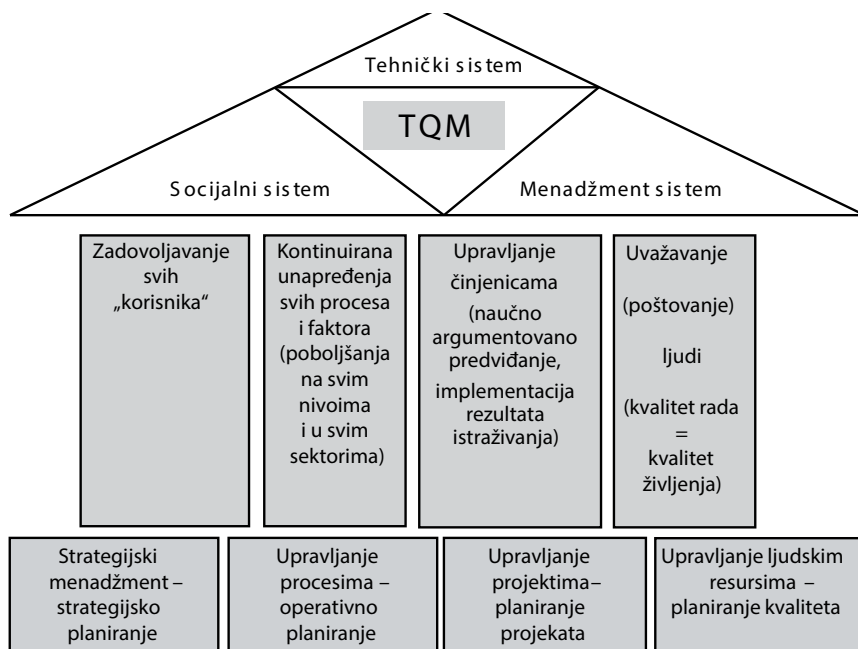 Tehnički sistem
TQM
Socijalni sistem
Menadžment sistem
Zadovoljavanje
svih
„korisnika“
Kontinuirana
unapređenja
svih procesa
i faktora
(poboljšanja
na svim
nivoima
i u svim
sektorima)
Upravljanje
činjenicama
(naučno
argumentovano
predviđanje,
implementacija
rezultata
istraživanja)
Uvažavanje
(poštovanje)
ljudi
(kvalitet rada
=
kvalitet
življenja)
Strategijski
menadžment –
strategijsko
planiranje
Upravljanje
procesima –
operativno
planiranje
Upravljanje
projektima–
planiranje
projekata
Upravljanje ljudskim
resursima –
planiranje kvaliteta